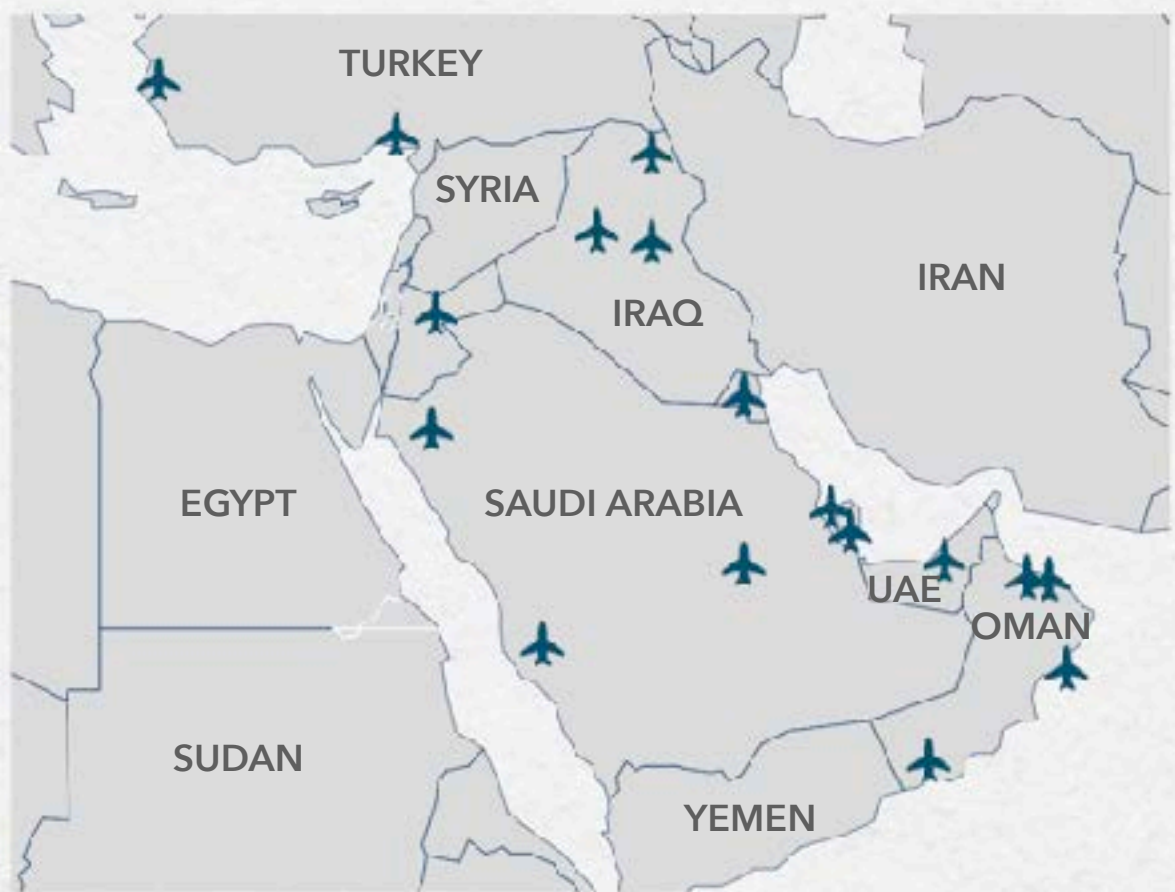 TURKEY
SYRIA
IRAN
IRAQ
EGYPT
SAUDI ARABIA
UAE
OMAN
SUDAN
YEMEN